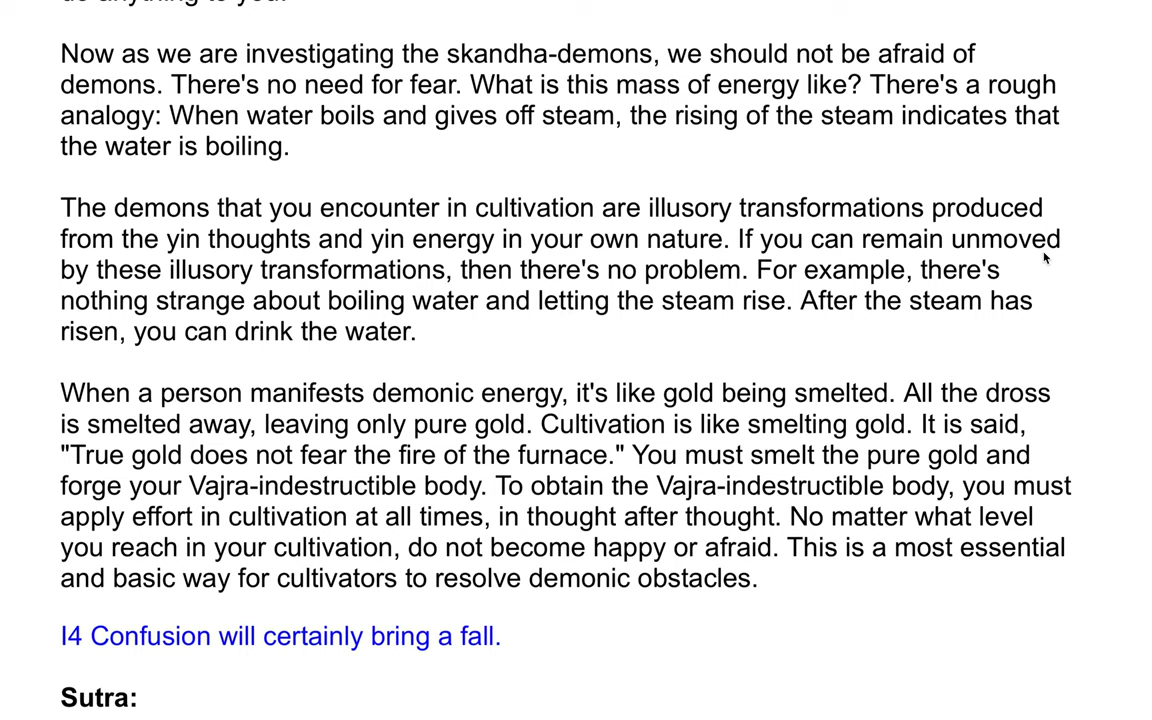 Now as we are investigating the skandha-demons, we should not be afraid of
demons. There's no need for fear. What is this mass of energy like? There's a rough
analogy: When water boils and gives off steam, the rising of the steam indicates that
the water is boiling.
The demons that you encounter in cultivation are illusory transformations produced
from the yin thoughts and yin energy in your own nature. If you can remain unmoved
by these illusory transformations, then there's no problem. For example, there's
nothing strange about boiling water and letting the steam rise. After the steam has
risen, you can drink the water.
When a person manifests demonic energy, it's like gold being smelted. All the dross
is smelted away, leaving only pure gold. Cultivation is like smelting gold. It is said,
"True gold does not fear the fire of the furnace." You must smelt the pure gold and
forge your Vajra-indestructible body. To obtain the Vajra-indestructible body, you must
apply effort in cultivation at all times, in thought after thought. No matter what level
you reach in your cultivation, do not become happy or afraid. This is a most essential
and basic way for cultivators to resolve demonic obstacles.
I4 Confusion will certainly bring a fall.
Sutra: